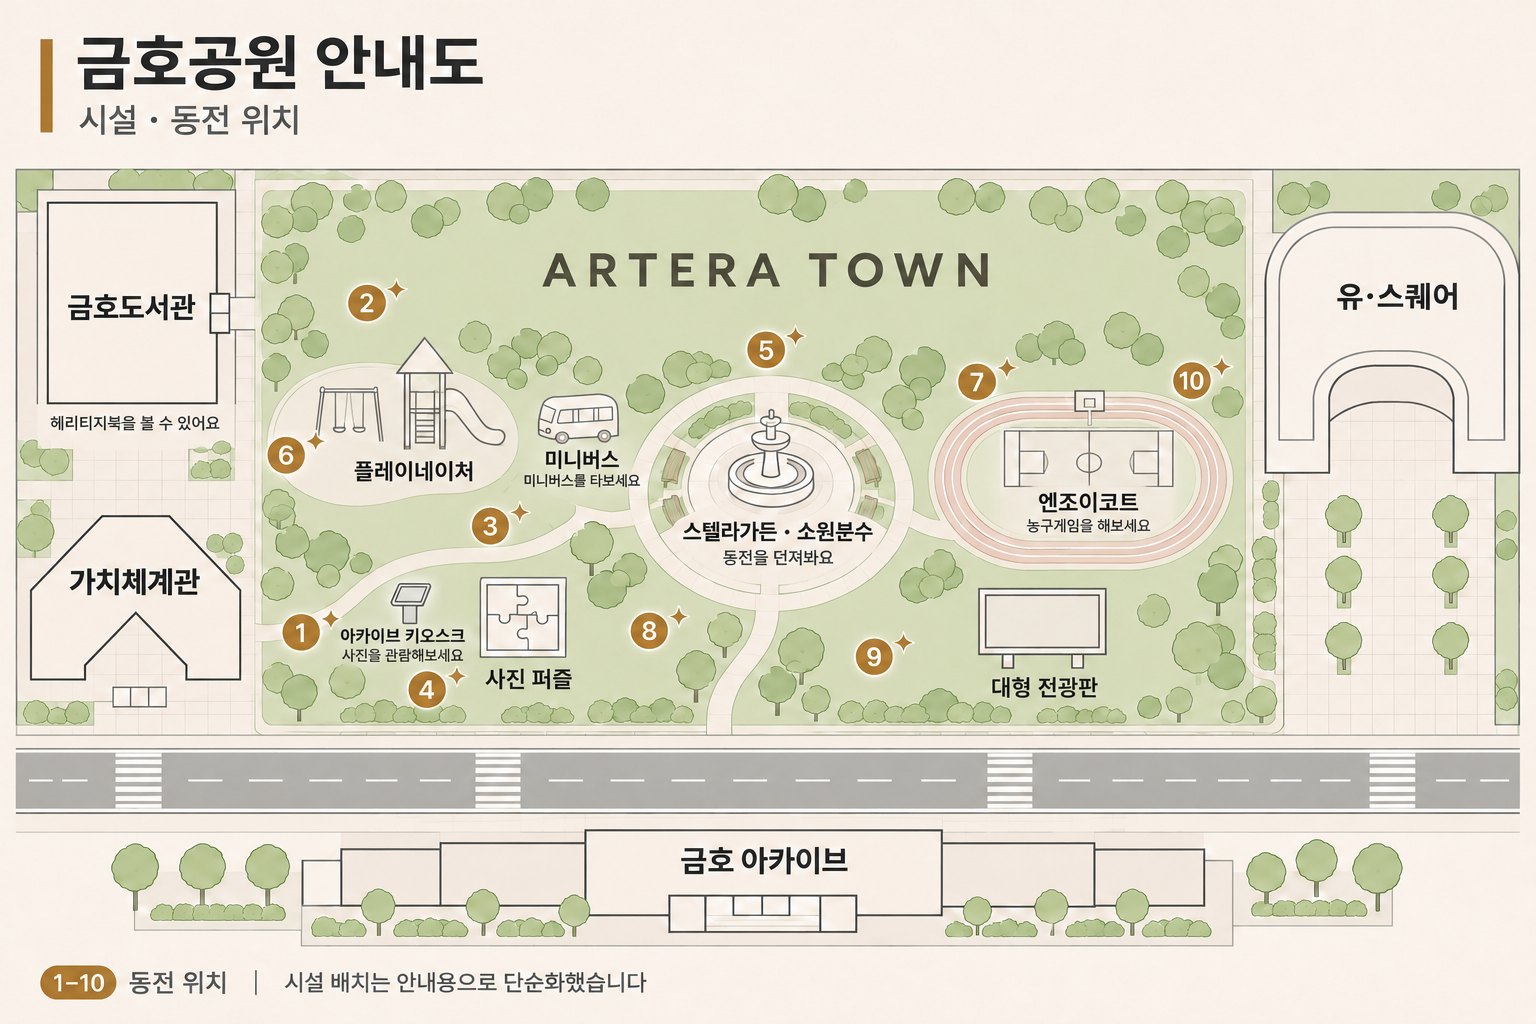 금호공원 안내도
시설 · 동전 위치
ARTERA TOWN
금호도서관
헤리티지북을 볼 수 있어요
유·스퀘어
2
5
7
10
6
플레이네이처
미니버스
미니버스를 타보세요
3
스텔라가든 · 소원분수
동전을 던져봐요
엔조이코트
농구게임을 해보세요
가치체계관
1
아카이브 키오스크
사진을 관람해보세요
4
사진 퍼즐
8
9
대형 전광판
금호 아카이브
1–10 동전 위치 | 시설 배치는 안내용으로 단순화했습니다